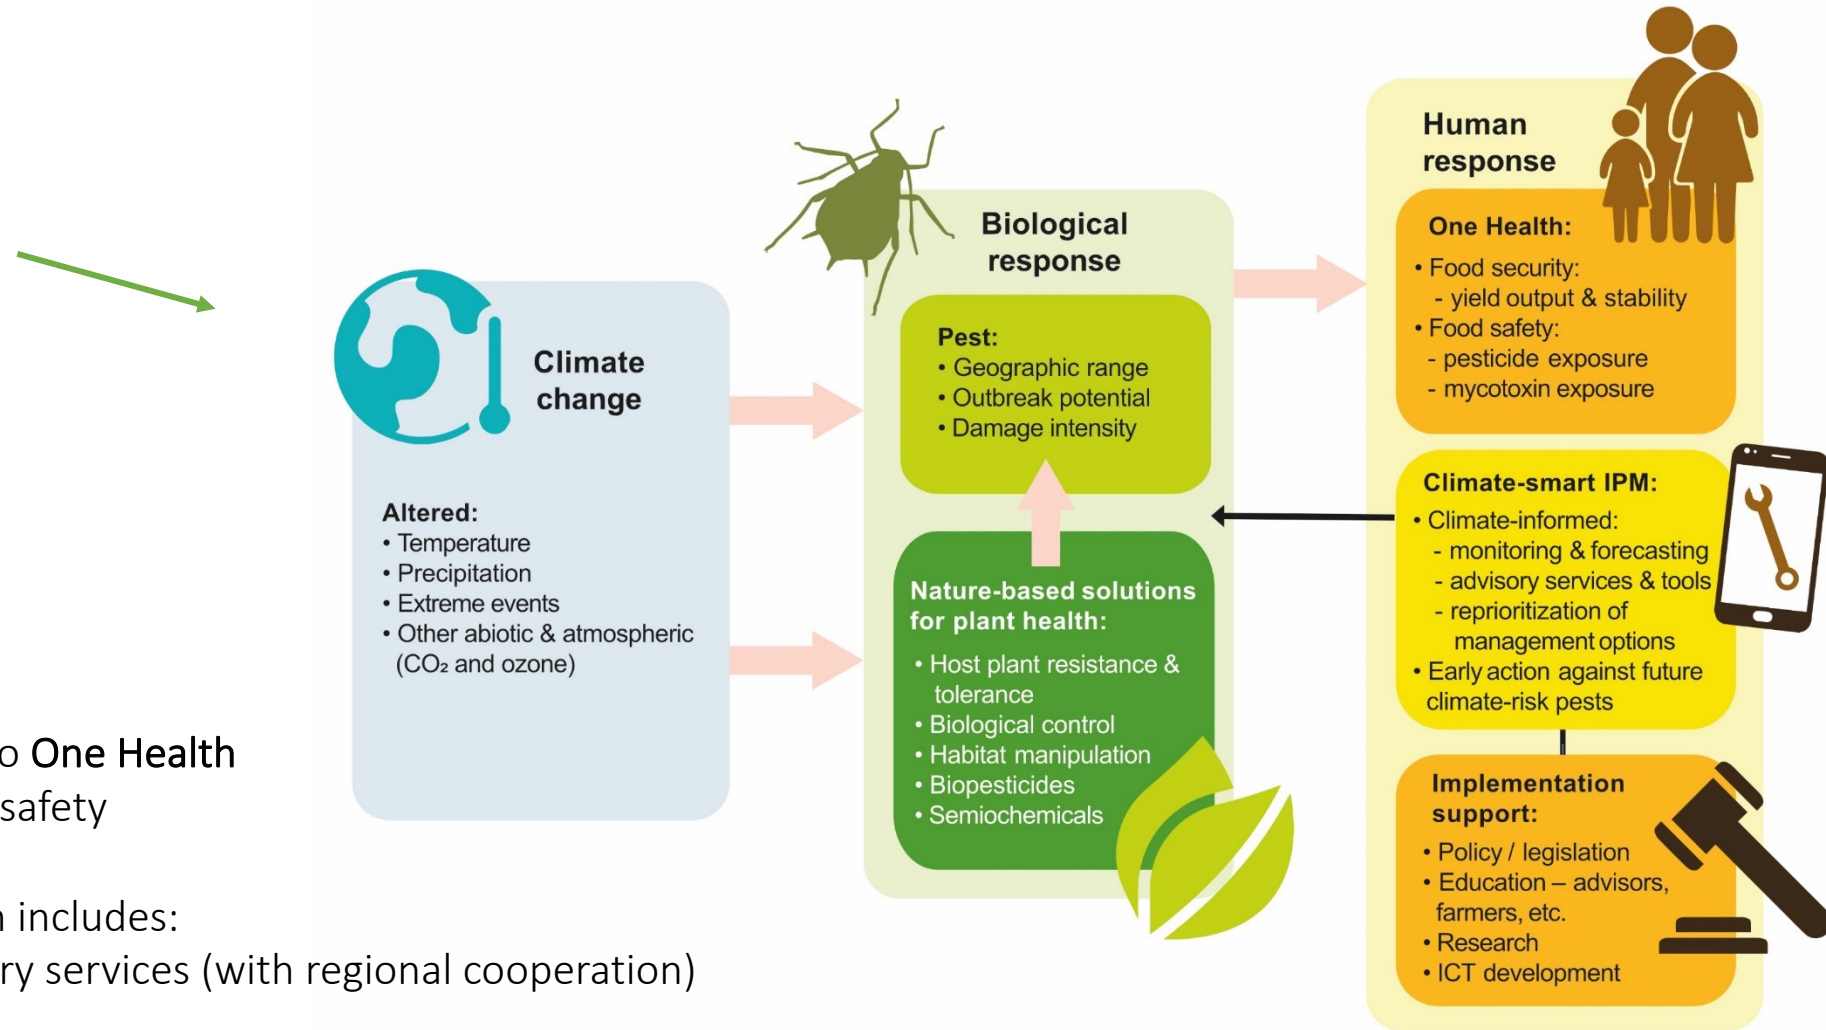 Climate
change
Altered:
• Temperature
• Precipitation
• Extreme events
• Other abiotic & atmospheric
(CO₂ and ozone)
Biological
response
Pest:
• Geographic range
• Outbreak potential
• Damage intensity
Nature-based solutions
for plant health:
• Host plant resistance &
tolerance
• Biological control
• Habitat manipulation
• Biopesticides
• Semiochemicals
Human
response
One Health:
• Food security:
- yield output & stability
• Food safety:
- pesticide exposure
- mycotoxin exposure
Climate-smart IPM:
• Climate-informed:
- monitoring & forecasting
- advisory services & tools
- reprioritization of
management options
• Early action against future
climate-risk pests
Implementation
support:
• Policy / legislation
• Education – advisors,
farmers, etc.
• Research
• ICT development
o One Health
safety
includes:
services (with regional cooperation)